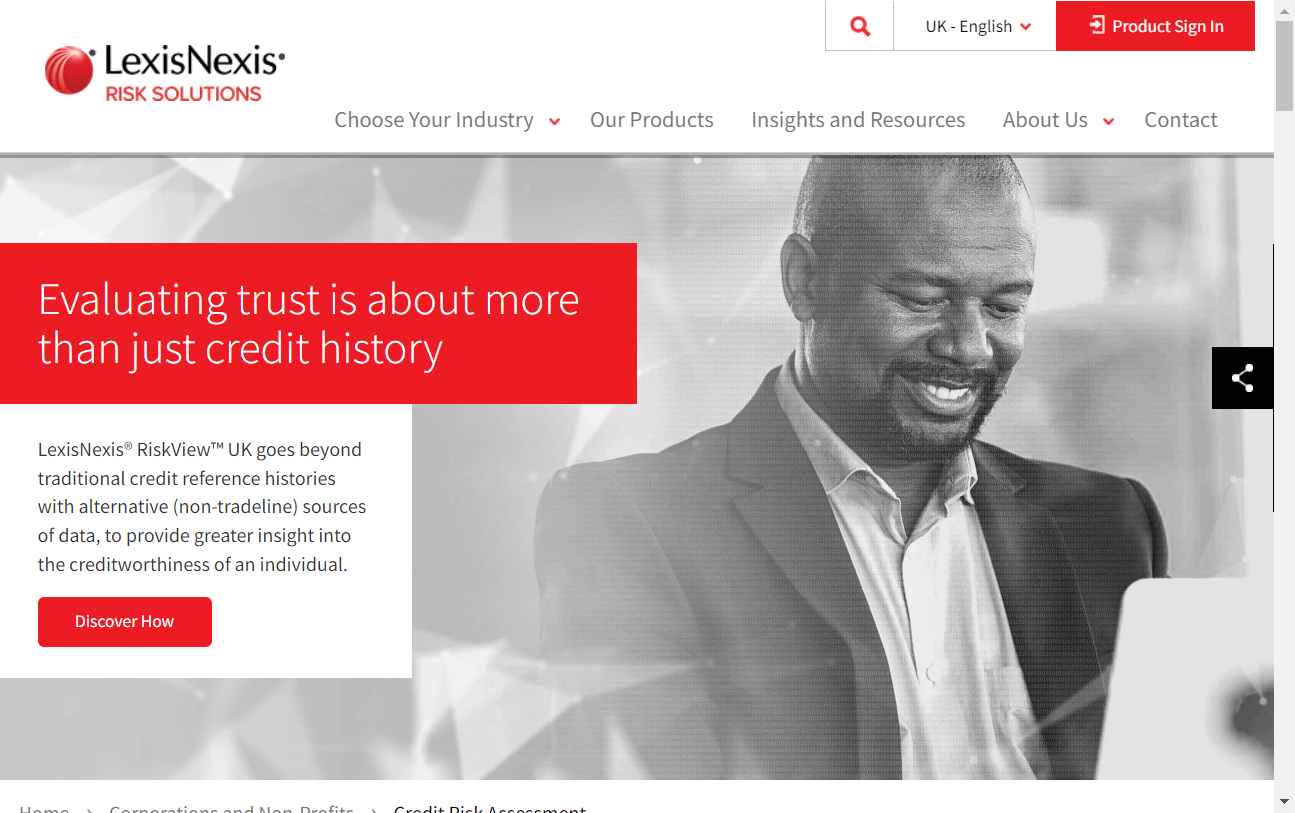 UK - English
Product Sign In
LexisNexis®
RISK SOLUTIONS
Choose Your Industry
Our Products
Insights and Resources
About Us
Contact
Evaluating trust is about more
than just credit history
LexisNexis® RiskView™ UK goes beyond
traditional credit reference histories
with alternative (non-tradeline) sources
of data, to provide greater insight into
the creditworthiness of an individual.
Discover How
Home > Corporations and Non-Profits > Credit Risk Assessment